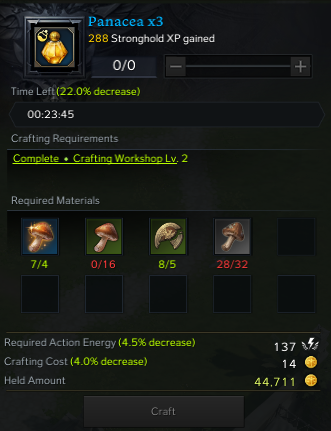 Panacea x3
288 Stronghold XP gained
0/0
Time Left (22.0% decrease)
00:23:45
Crafting Requirements
Complete • Crafting Workshop Lv. 2
Required Materials
7/4 0/16 8/5 28/32
Required Action Energy (4.5% decrease) 137
Crafting Cost (4.0% decrease) 14
Held Amount 44,711
Craft